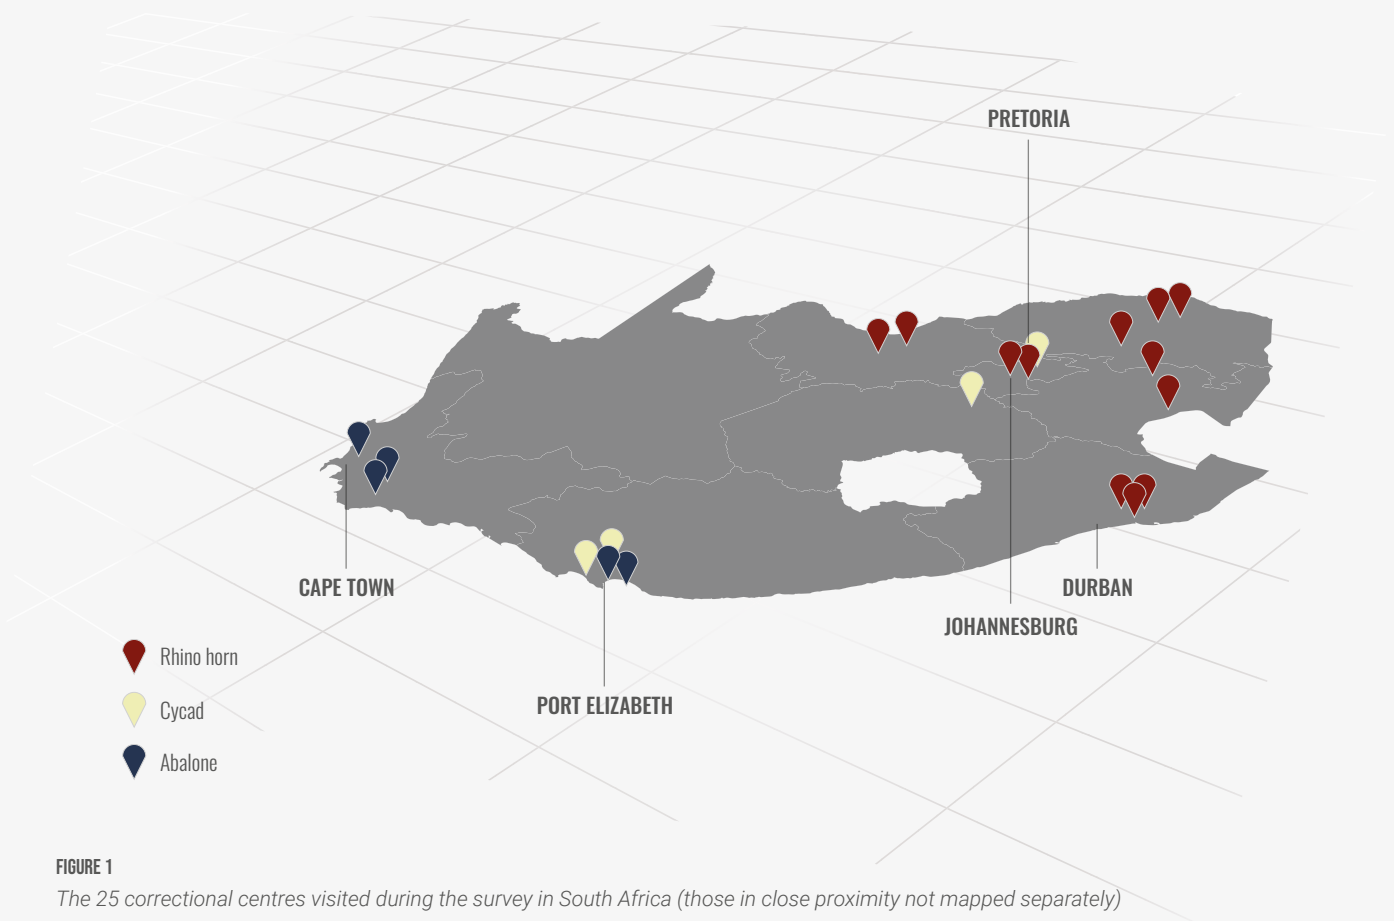 PRETORIA
CAPE TOWN
DURBAN
JOHANNESBURG
PORT ELIZABETH
Rhino horn
Cycad
Abalone
FIGURE 1
The 25 correctional centres visited during the survey in South Africa (those in close proximity not mapped separately)